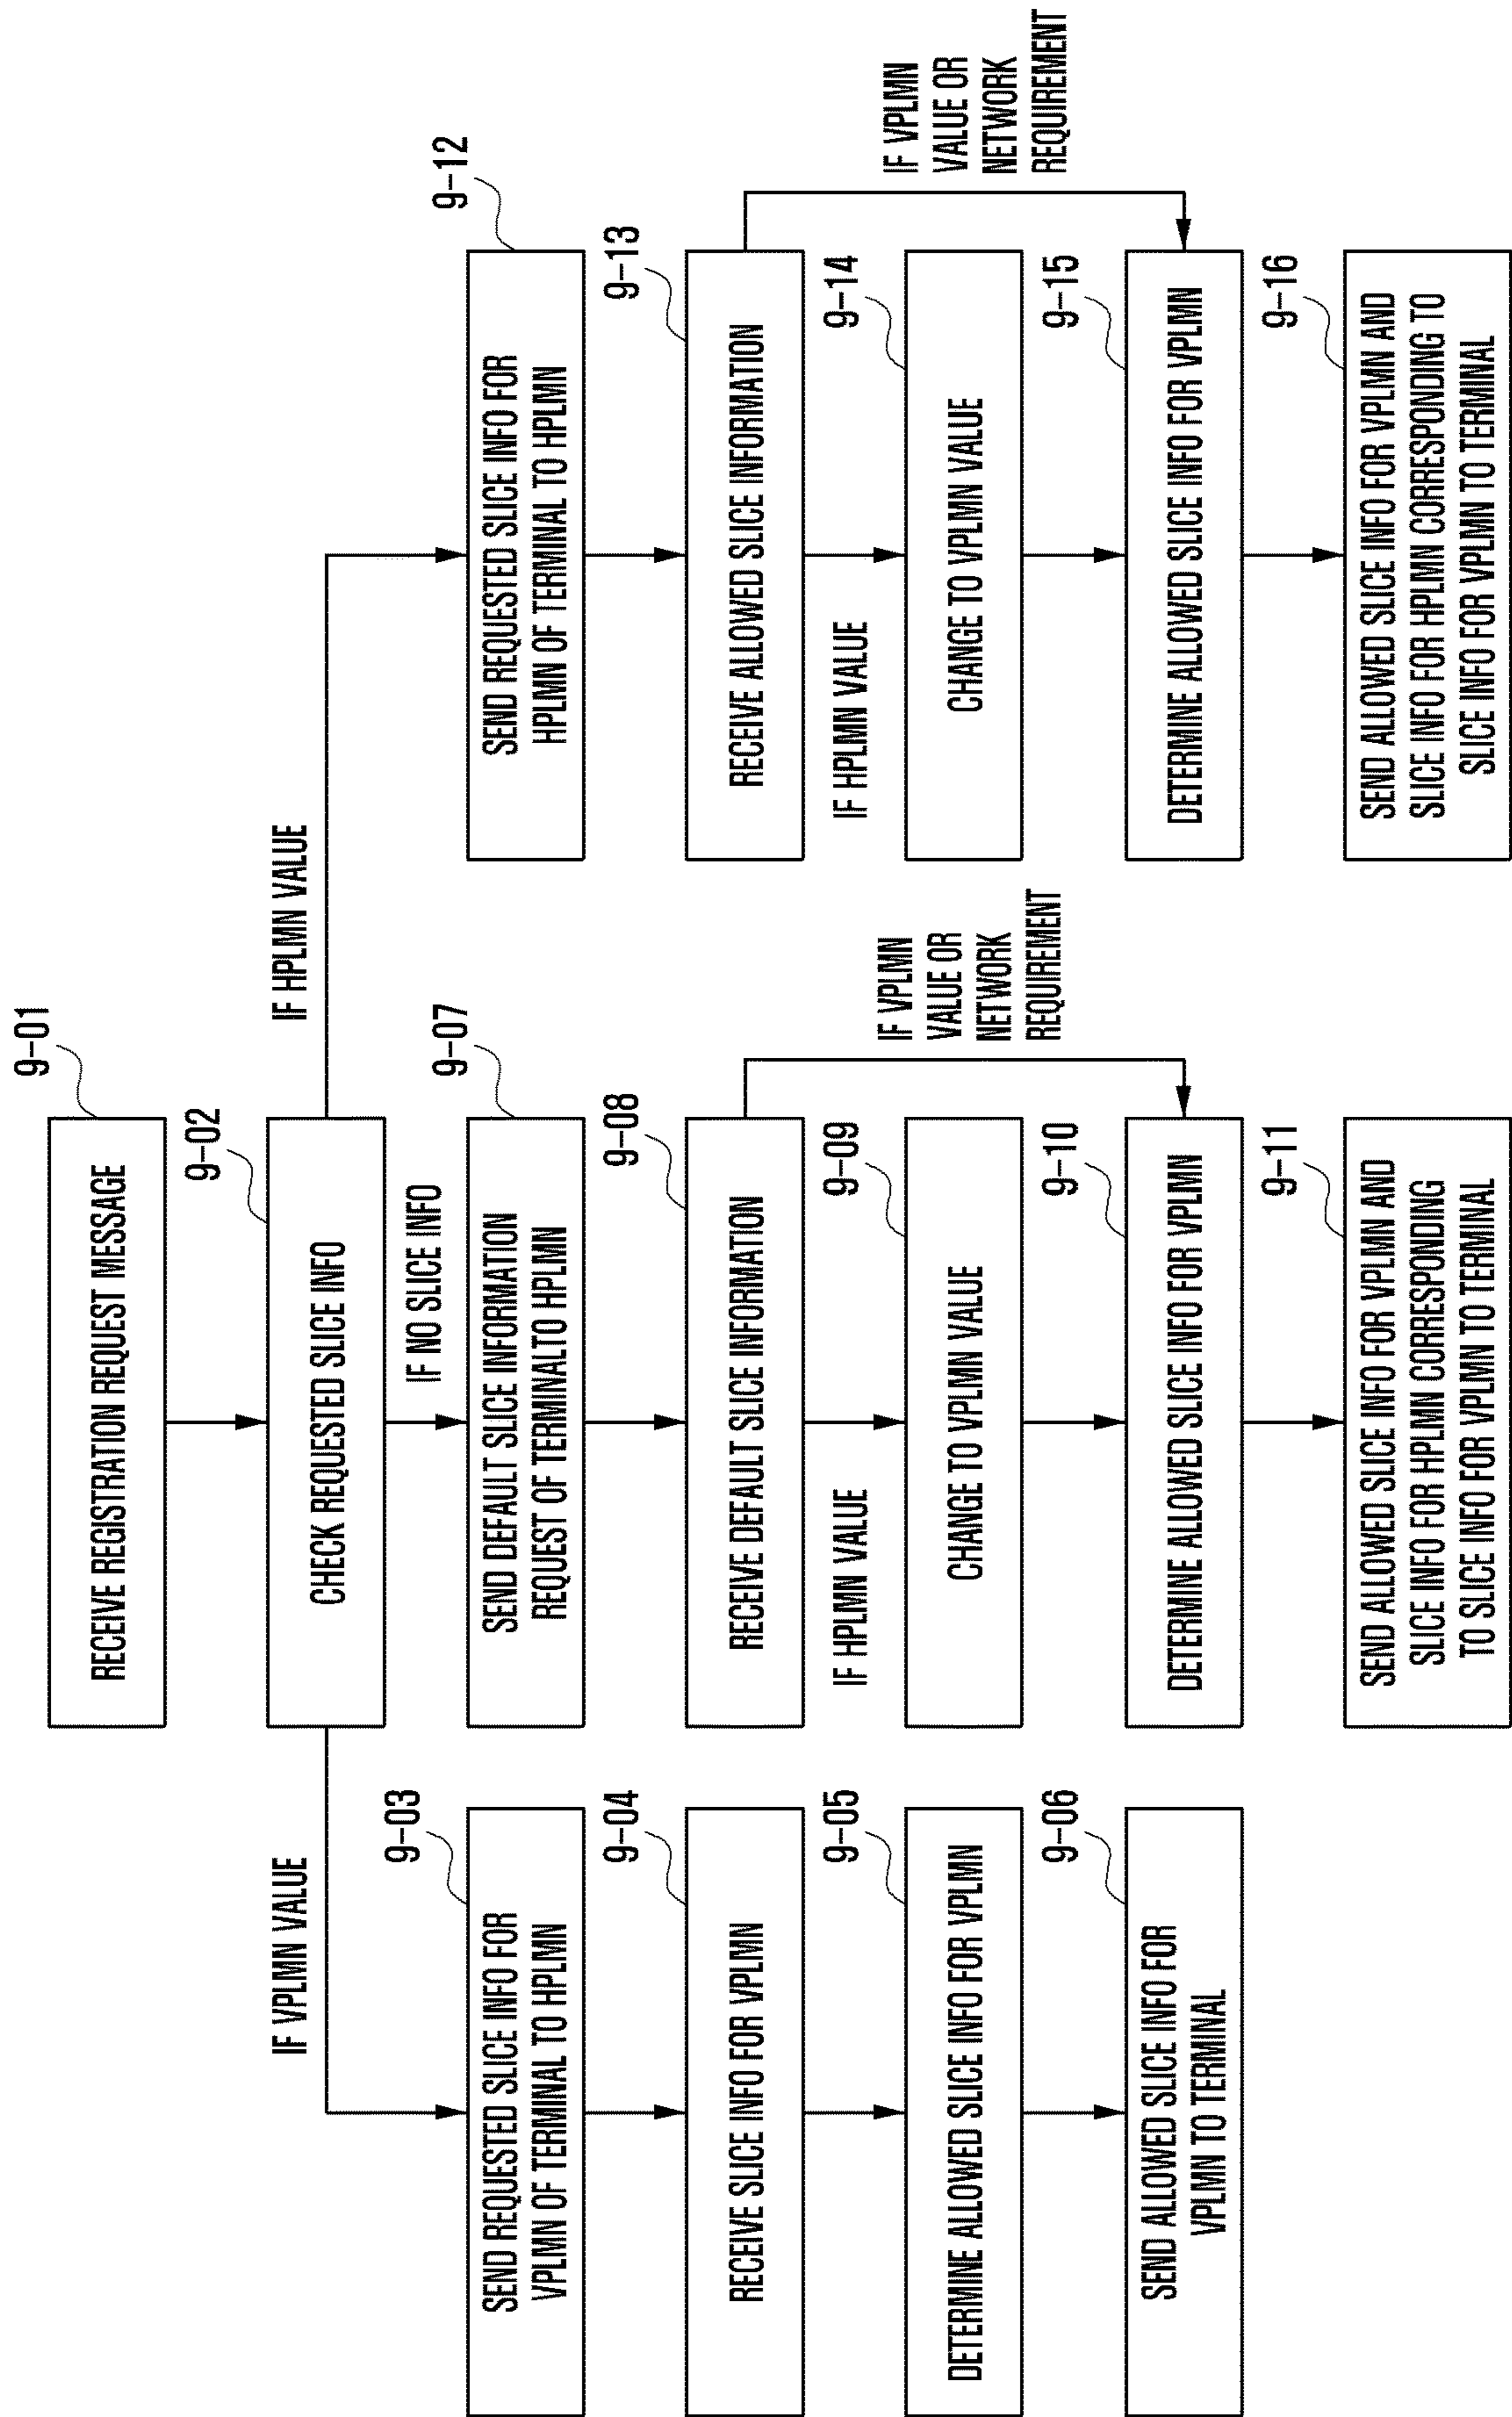 9-01
RECEIVE REGISTRATION REQUEST MESSAGE
9-02
CHECK REQUESTED SLICE INFO
IF VPLMN VALUE
IF NO SLICE INFO
IF HPLMN VALUE
9-03
SEND REQUESTED SLICE INFO FOR
VPLMN OF TERMINAL TO HPLMN
9-04
RECEIVE SLICE INFO FOR VPLMN
9-05
DETERMINE ALLOWED SLICE INFO FOR VPLMN
9-06
SEND ALLOWED SLICE INFO FOR
VPLMN TO TERMINAL
9-07
SEND DEFAULT SLICE INFORMATION
REQUEST OF TERMINALTO HPLMN
9-08
RECEIVE DEFAULT SLICE INFORMATION
IF HPLMN VALUE
IF VPLMN
VALUE OR
NETWORK
REQUIREMENT
9-09
CHANGE TO VPLMN VALUE
9-10
DETERMINE ALLOWED SLICE INFO FOR VPLMN
9-11
SEND ALLOWED SLICE INFO FOR VPLMN AND
SLICE INFO FOR HPLMN CORRESPONDING
TO SLICE INFO FOR VPLMN TO TERMINAL
9-12
SEND REQUESTED SLICE INFO FOR
HPLMN OF TERMINAL TO HPLMN
9-13
RECEIVE ALLOWED SLICE INFORMATION
IF HPLMN VALUE
IF VPLMN
VALUE OR
NETWORK
REQUIREMENT
9-14
CHANGE TO VPLMN VALUE
9-15
DETERMINE ALLOWED SLICE INFO FOR VPLMN
9-16
SEND ALLOWED SLICE INFO FOR VPLMN AND
SLICE INFO FOR HPLMN CORRESPONDING TO
SLICE INFO FOR VPLMN TO TERMINAL